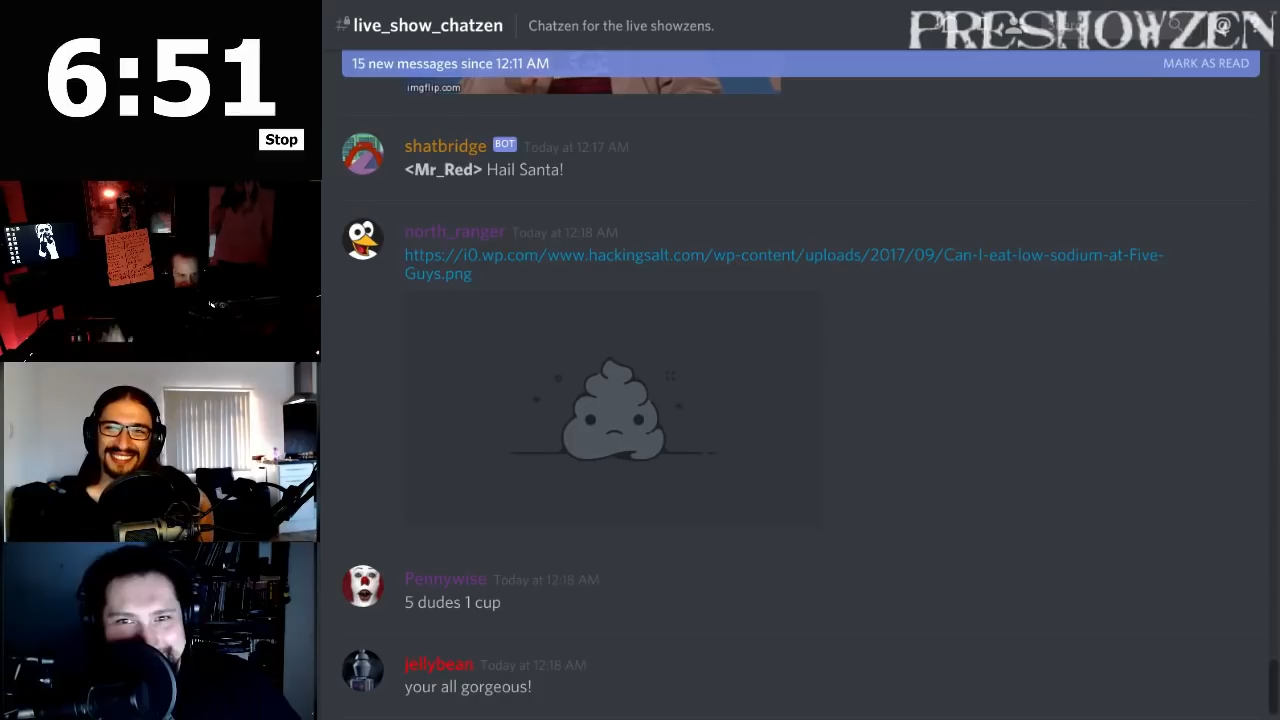 6:51
Stop
# live_show_chatzen
Chatzen for the live showzens.
PRESHOWZEN
15 new messages since 12:11 AM
MARK AS READ
imgflip.com
shatbridge BOT Today at 12:17 AM
<Mr_Red> Hail Santa!
north_ranger Today at 12:18 AM
https://i0.wp.com/www.hackingsalt.com/wp-content/uploads/2017/09/Can-I-eat-low-sodium-at-Five-
Guys.png
Pennywise Today at 12:18 AM
5 dudes 1 cup
jellybean Today at 12:18 AM
your all gorgeous!